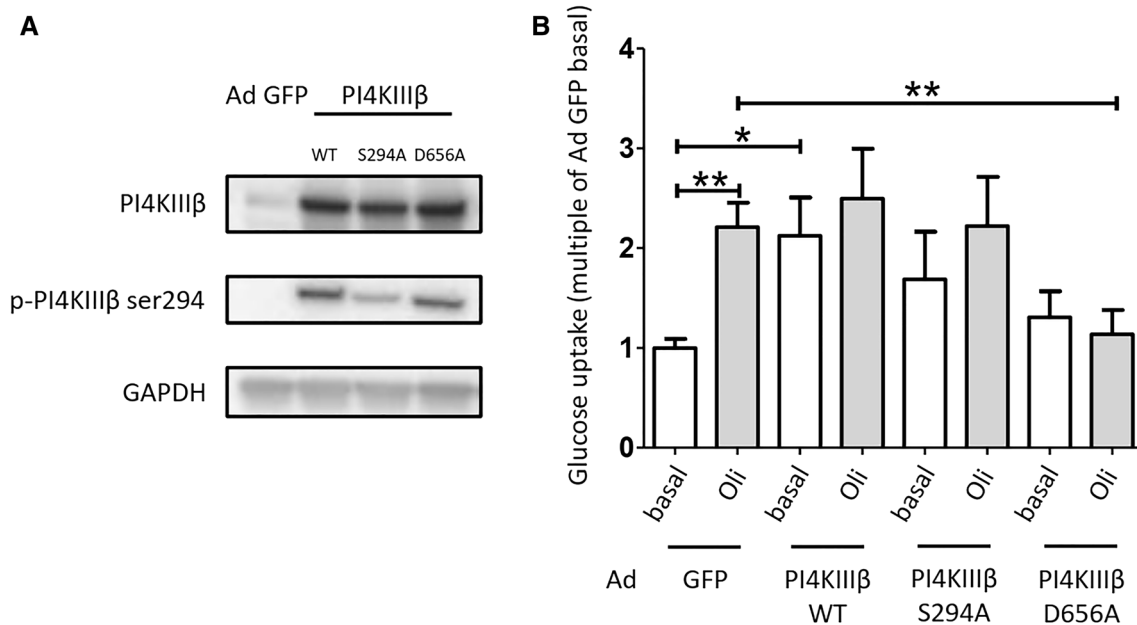 A
Ad GFP PI4KIIIβ
WT S294A D656A
PI4KIIIβ
p-PI4KIIIβ ser294
GAPDH
B
Glucose uptake (multiple of Ad GFP basal)
4
3
2
1
0
**
*
**
basal Oli basal Oli basal Oli basal Oli
Ad GFP PI4KIIIβ PI4KIIIβ PI4KIIIβ
WT S294A D656A